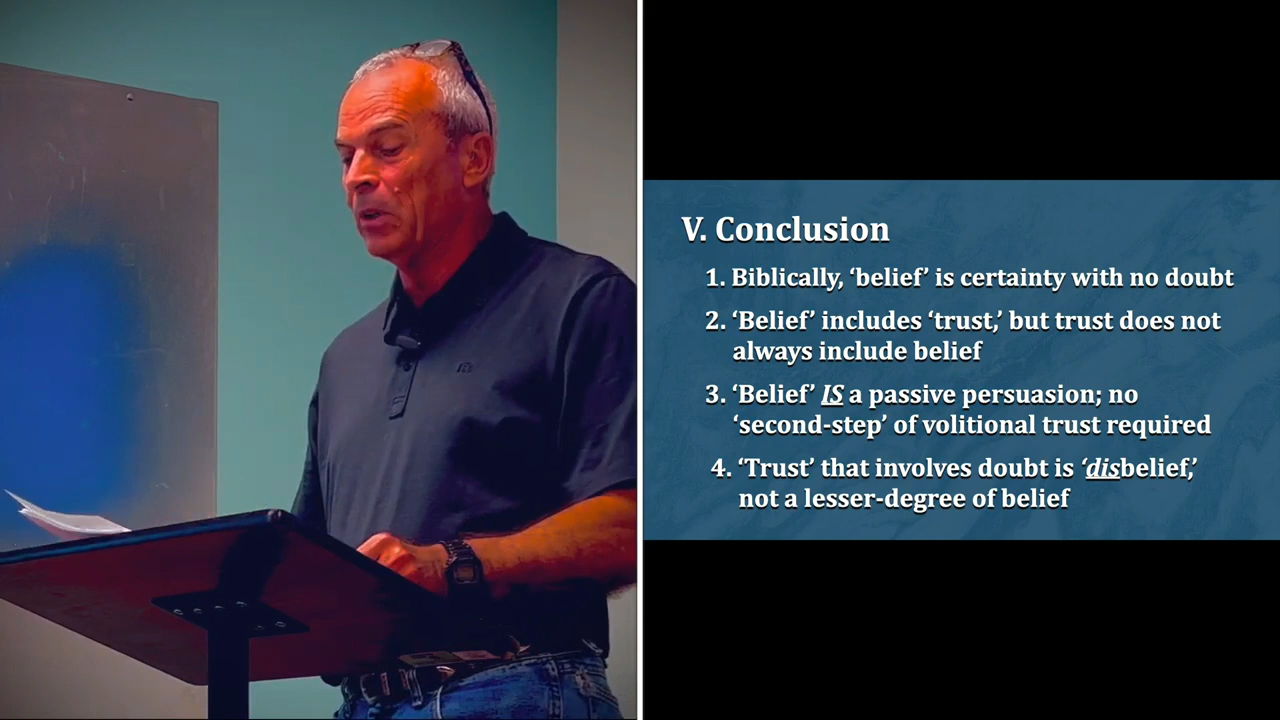 V. Conclusion
1. Biblically, ‘belief’ is certainty with no doubt
2. ‘Belief’ includes ‘trust,’ but trust does not
always include belief
3. ‘Belief’ IS a passive persuasion; no
‘second-step’ of volitional trust required
4. ‘Trust’ that involves doubt is ‘disbelief,’
not a lesser-degree of belief